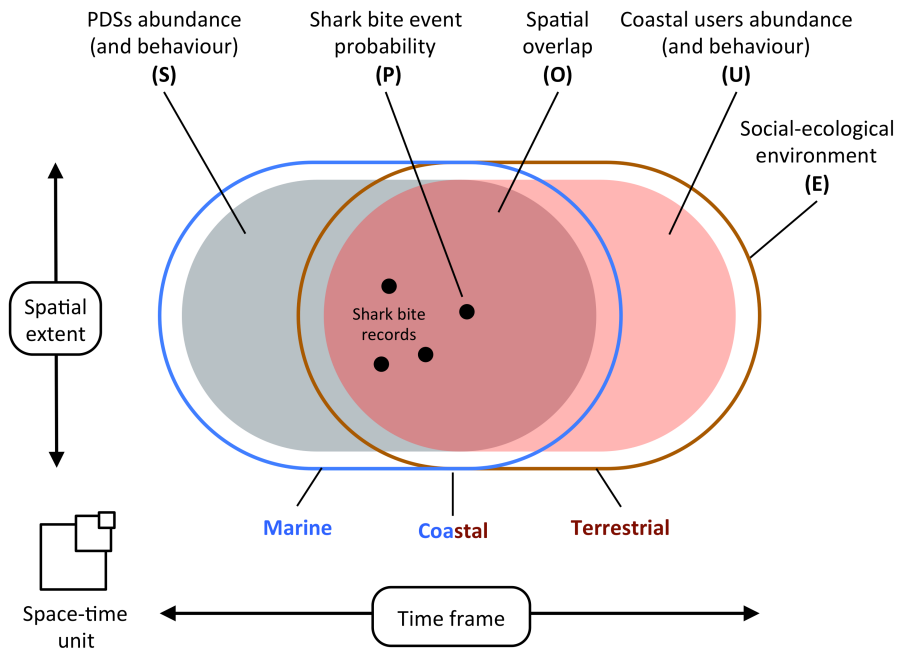 PDSs abundance
(and behaviour)
(S)
Shark bite event
probability
(P)
Spatial
overlap
(O)
Coastal users abundance
(and behaviour)
(U)
Social-ecological
environment
(E)
Spatial
extent
Shark bite
records
Marine
Coastal
Terrestrial
Space-time
unit
Time frame